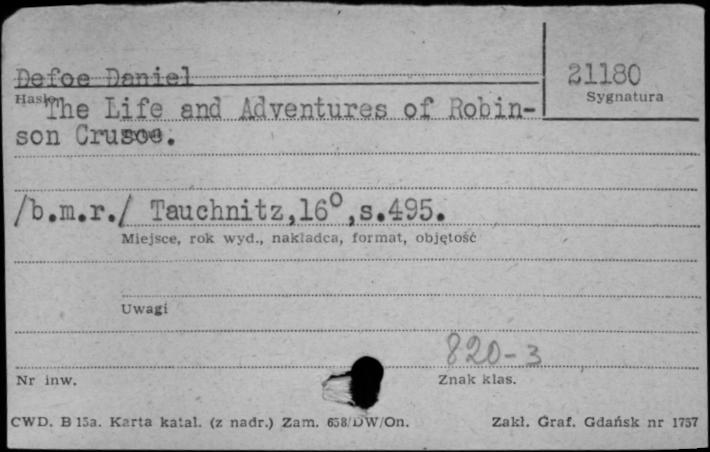 Defoe Daniel
21180
Hasło
Sygnatura
The Life and Adventures of Robin-
son Crusoe.
/b.m.r./ Tauchnitz,16°,s.495.
Miejsce, rok wyd., nakładca, format, objętość
Uwagi
820-3
Nr inw.
Znak klas.
CWD. B 15a. Karta katal. (z nadr.) Zam. 658/DW/On.
Zakł. Graf. Gdańsk nr 1757